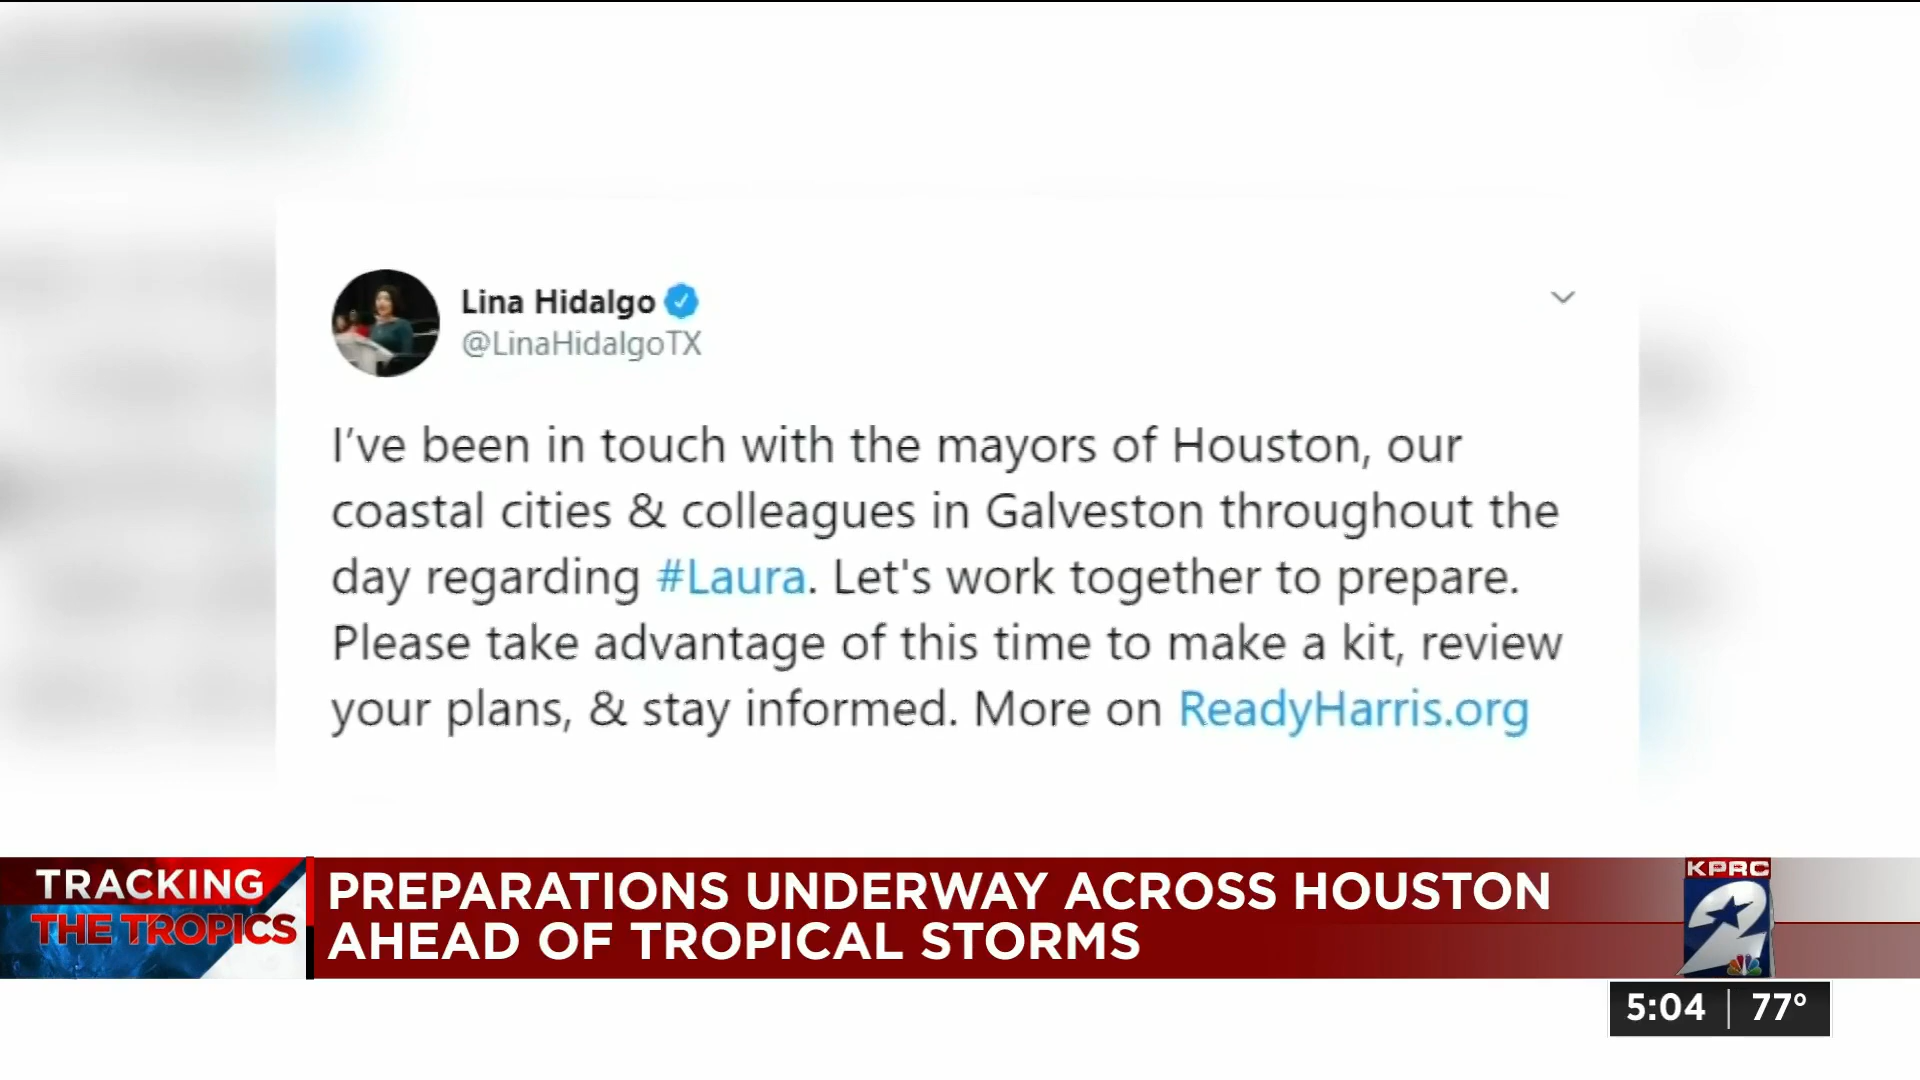 Lina Hidalgo
@LinaHidalgoTX
I've been in touch with the mayors of Houston, our
coastal cities & colleagues in Galveston throughout the
day regarding #Laura. Let's work together to prepare.
Please take advantage of this time to make a kit, review
your plans, & stay informed. More on ReadyHarris.org
TRACKING
THE TROPICS
PREPARATIONS UNDERWAY ACROSS HOUSTON
AHEAD OF TROPICAL STORMS
KPRC
2
5:04 | 77°